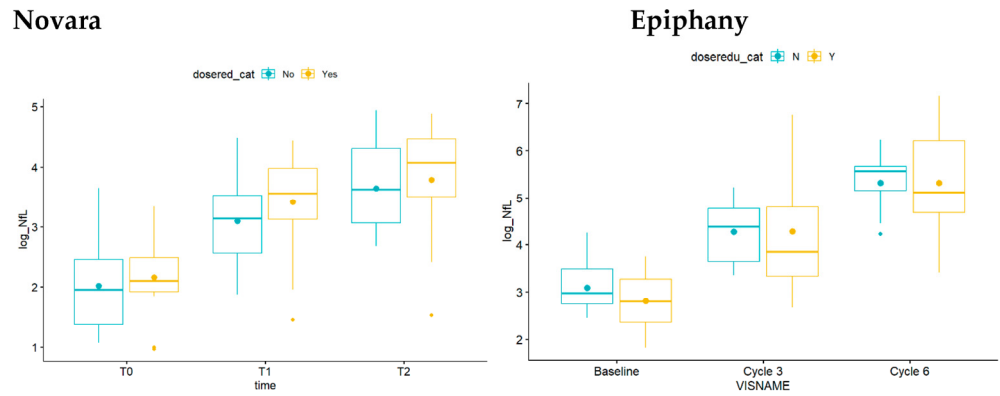 Novara
Epiphany
dosered_cat No Yes
doseredu_cat N Y
log_NfL
5
4
3
2
1
T0 T1 T2
time
log_NfL
7
6
5
4
3
2
Baseline Cycle 3 Cycle 6
VISNAME